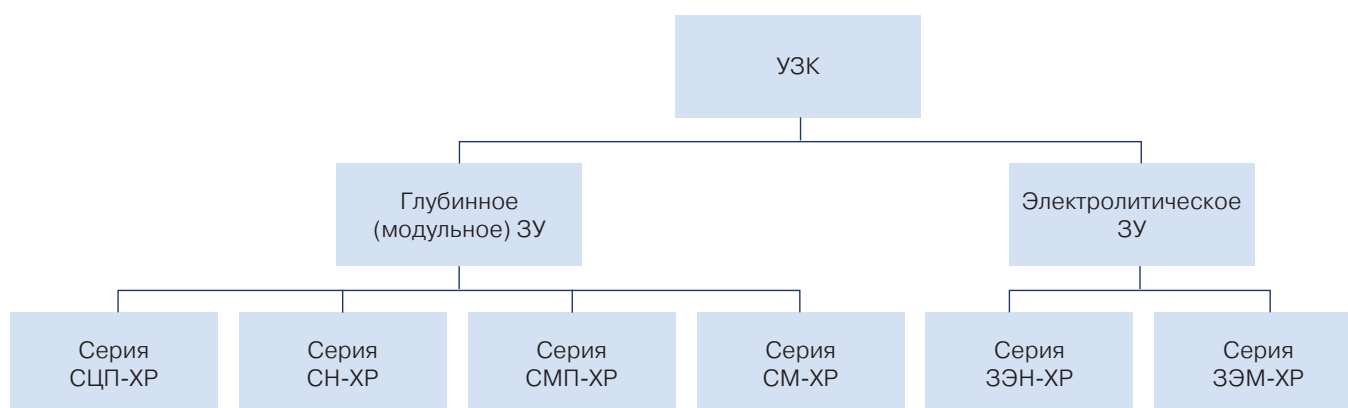 УЗК
Глубинное
(модульное) ЗУ
Электролитическое
ЗУ
Серия
СЦП-ХР
Серия
СН-ХР
Серия
СМП-ХР
Серия
СМ-ХР
Серия
ЗЭН-ХР
Серия
ЗЭМ-ХР